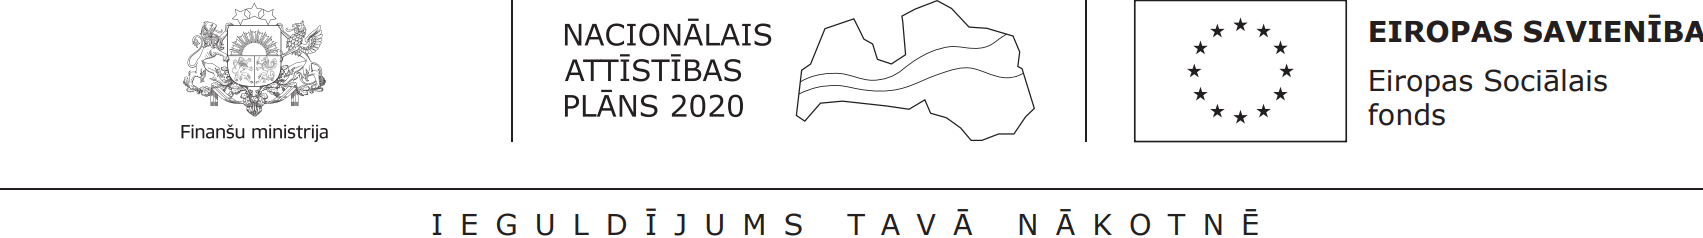 Finanšu ministrija
NACIONĀLAIS
ATTĪSTĪBAS
PLĀNS 2020
EIROPAS SAVIENĪBA
Eiropas Sociālais
fonds
IEGULDĪJUMS TAVĀ NĀKOTNĒ